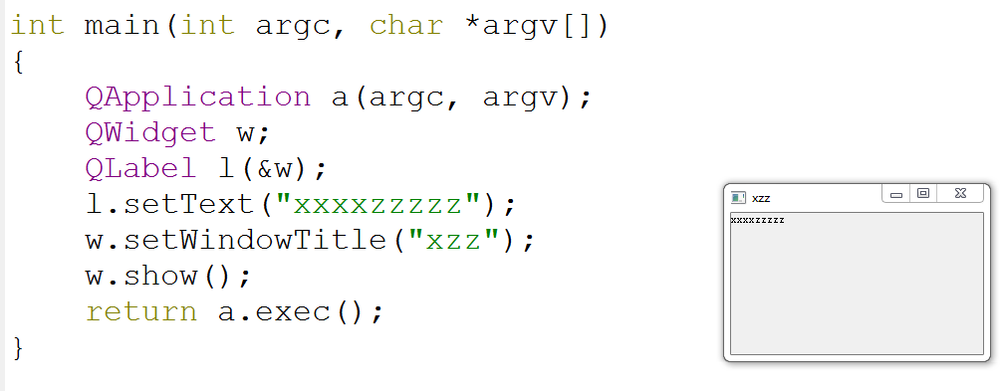 int main(int argc, char *argv[])
{
    QApplication a(argc, argv);
    QWidget w;
    QLabel l(&w);
    l.setText("xxxxzzzzz");
    w.setWindowTitle("xzz");
    w.show();
    return a.exec();
}
xzz
xxxxzzzzz